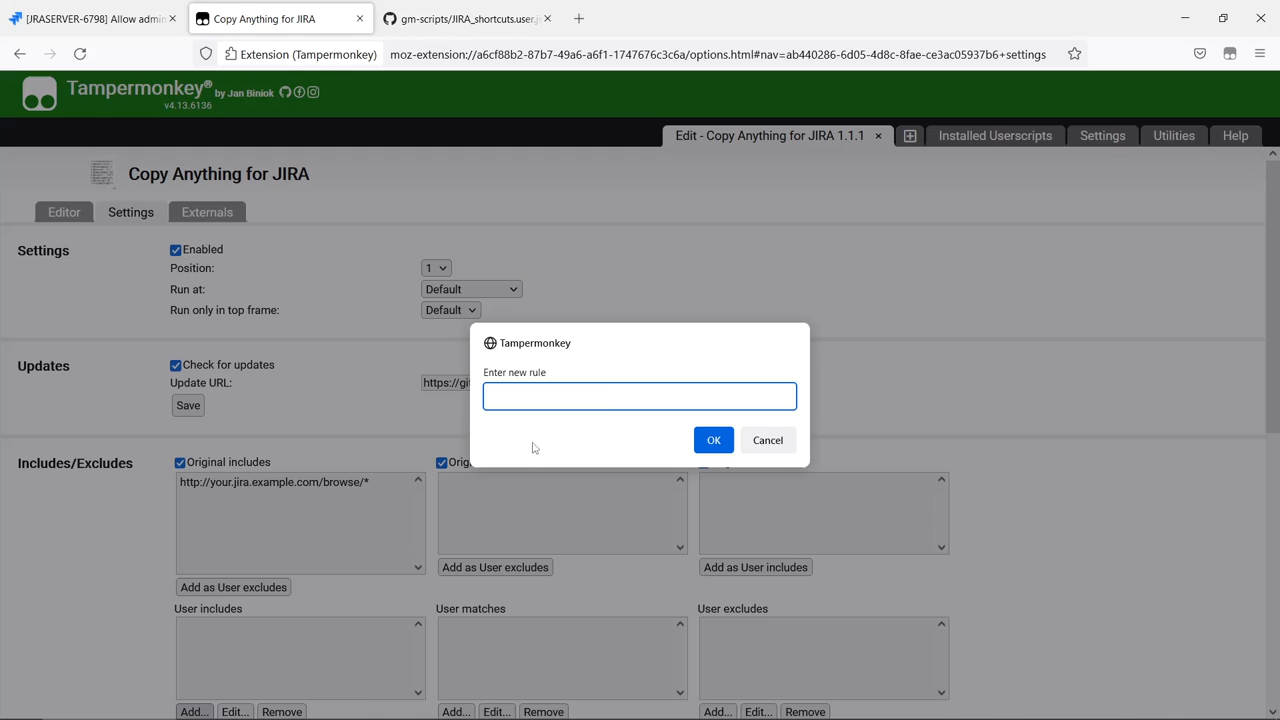 [JRASERVER-6798] Allow admin
Copy Anything for JIRA
gm-scripts/JIRA_shortcuts.user.j
Extension (Tampermonkey)
moz-extension://a6cf88b2-87b7-49a6-a6f1-1747676c3c6a/options.html#nav=ab440286-6d05-4d8c-8fae-ce3ac05937b6+settings
Tampermonkey® by Jan Biniok
v4.13.6136
Edit - Copy Anything for JIRA 1.1.1
Installed Userscripts
Settings
Utilities
Help
Copy Anything for JIRA
Editor
Settings
Externals
Settings
Enabled
Position:
1
Run at:
Default
Run only in top frame:
Default
Tampermonkey
Enter new rule
OK
Cancel
Updates
Check for updates
Update URL:
https://git
Save
Includes/Excludes
Original includes
Orig
http://your.jira.example.com/browse/*
Add as User excludes
Add as User includes
Add as User excludes
User includes
User matches
User excludes
Add...
Edit...
Remove
Add...
Edit...
Remove
Add...
Edit...
Remove